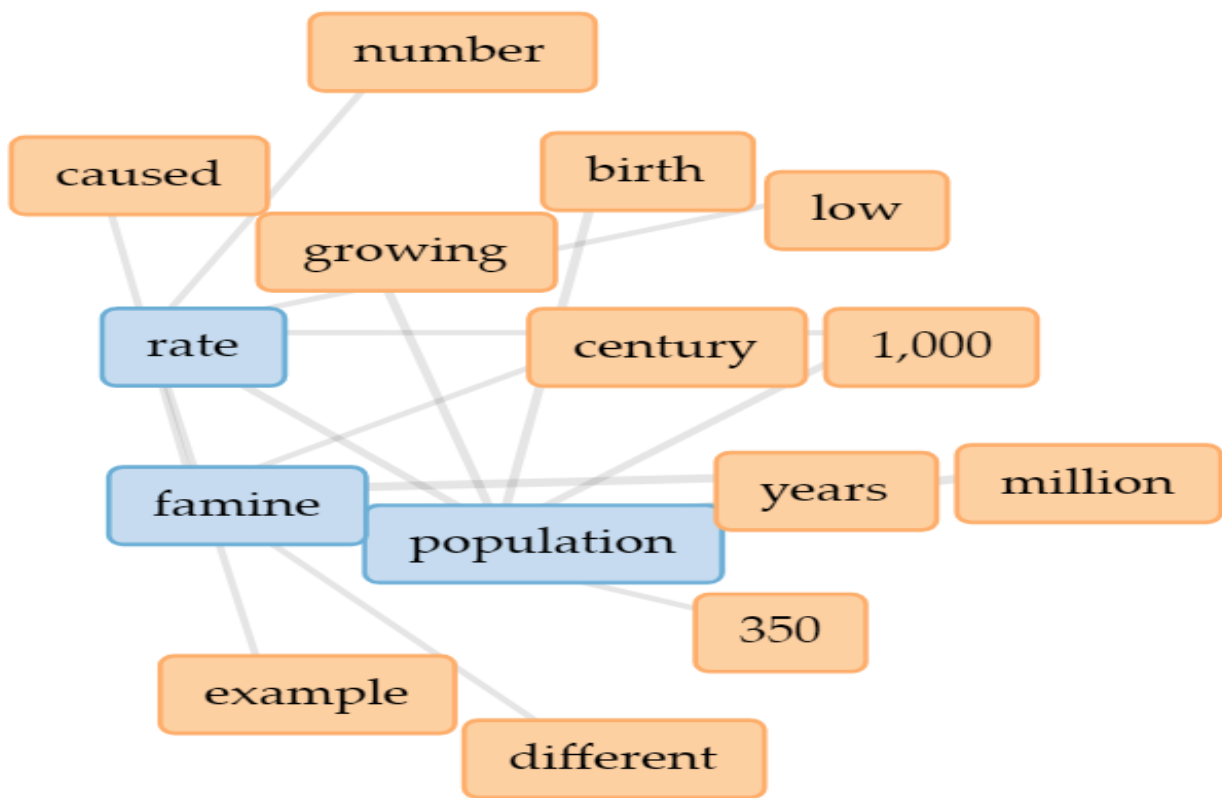 number
caused
birth
low
growing
rate
century
1,000
famine
years
million
population
350
example
different